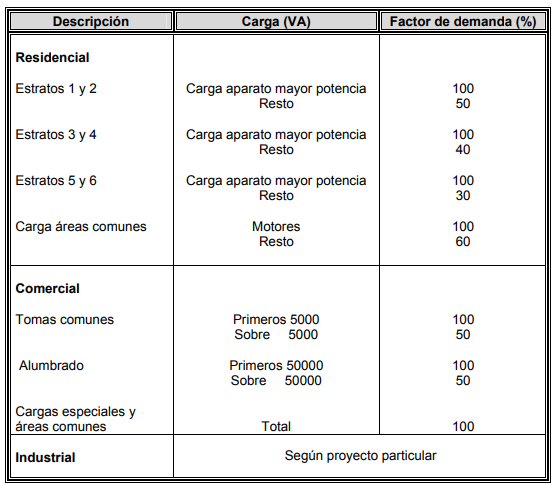 Descripción Carga (VA) Factor de demanda (%)
Residencial
Estratos 1 y 2 Carga aparato mayor potencia 100
Resto 50
Estratos 3 y 4 Carga aparato mayor potencia 100
Resto 40
Estratos 5 y 6 Carga aparato mayor potencia 100
Resto 30
Carga áreas comunes Motores 100
Resto 60
Comercial
Tomas comunes Primeros 5000 100
Sobre 5000 50
Alumbrado Primeros 50000 100
Sobre 50000 50
Cargas especiales y
áreas comunes Total 100
Industrial Según proyecto particular